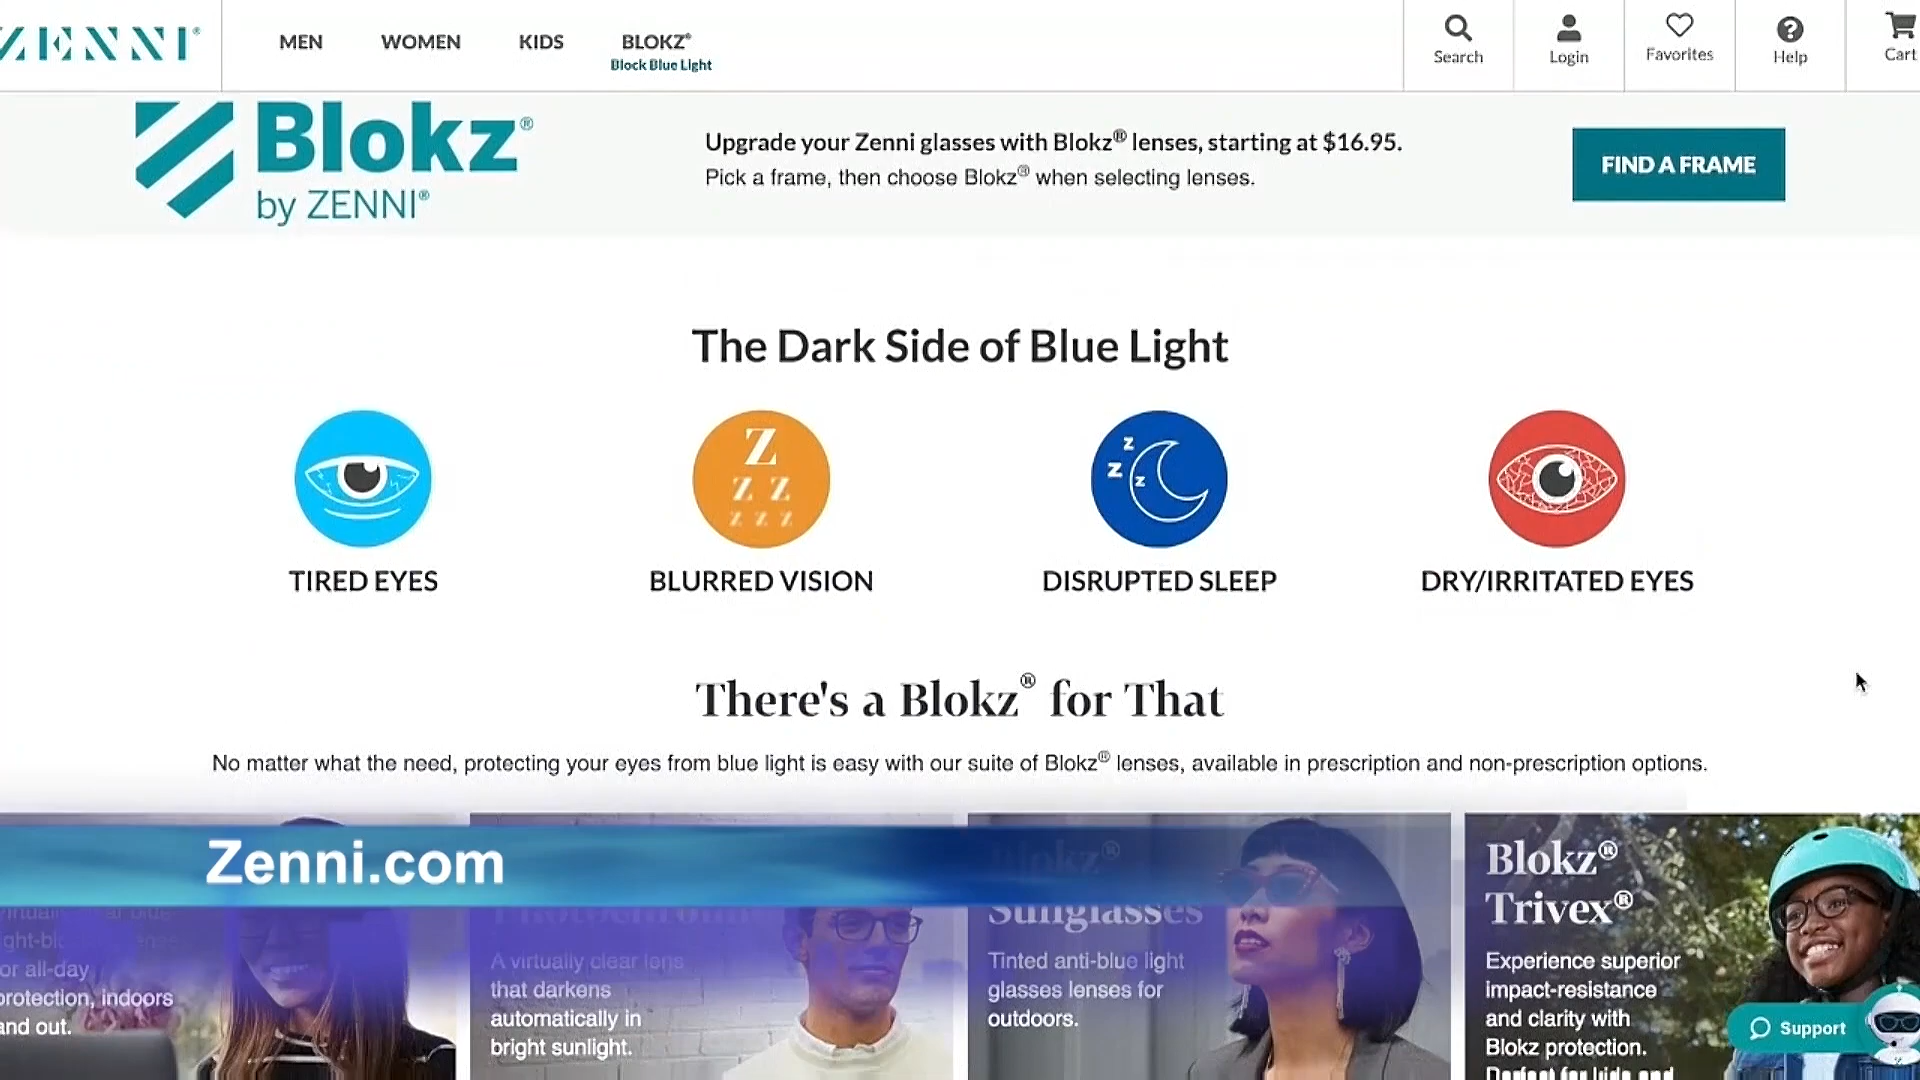 ZENNI®
MEN
WOMEN
KIDS
BLOKZ®
Block Blue Light
Search
Login
Favorites
Help
Cart
Blokz®
by ZENNI®
Upgrade your Zenni glasses with Blokz® lenses, starting at $16.95.
Pick a frame, then choose Blokz® when selecting lenses.
FIND A FRAME
The Dark Side of Blue Light
Z
Z Z
Z Z Z
z
z
z
TIRED EYES
BLURRED VISION
DISRUPTED SLEEP
DRY/IRRITATED EYES
There's a Blokz® for That
No matter what the need, protecting your eyes from blue light is easy with our suite of Blokz® lenses, available in prescription and non-prescription options.
Zenni.com
or all-day
protection, indoors
and out.
A virtually clear lens
that darkens
automatically in
bright sunlight.
Blokz®
Sunglasses
Tinted anti-blue light
glasses lenses for
outdoors.
Blokz®
Trivex®
Experience superior
impact-resistance
and clarity with
Blokz protection.
Perfect for kids and
Support